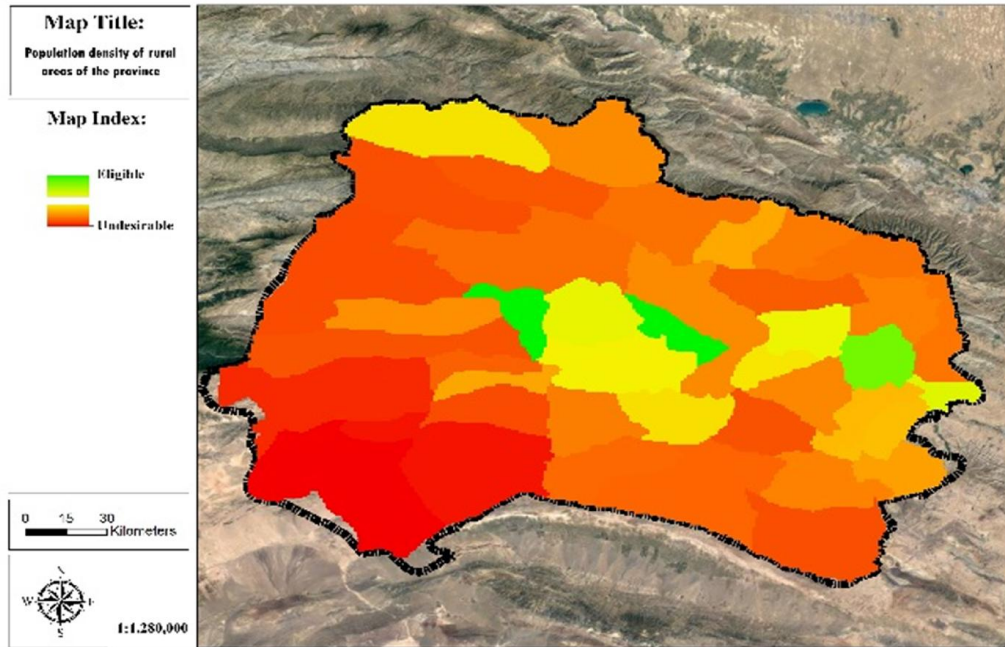 Map Title:
Population density of rural
areas of the province
Map Index:
Eligible
Undesirable
0 15 30
Kilometers
N
W E
S
1:1.280,000